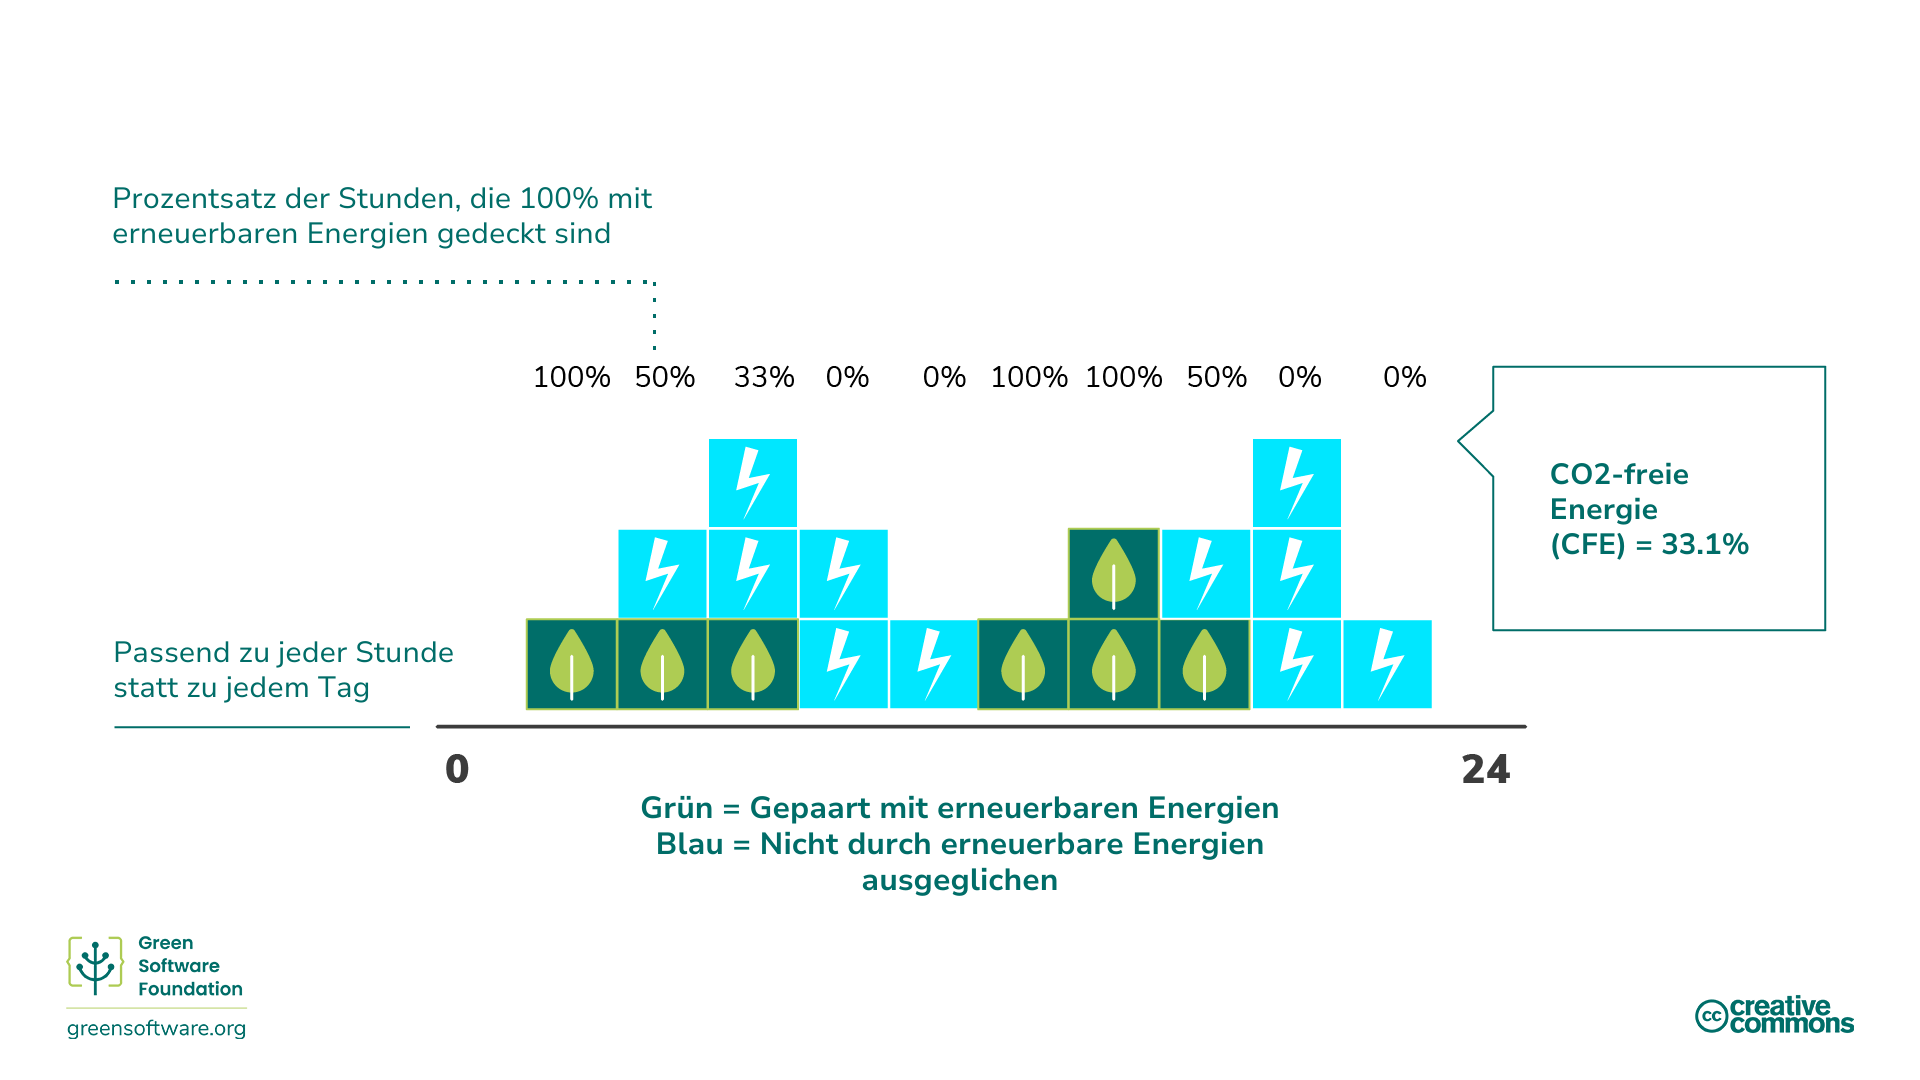 Prozentsatz der Stunden, die 100% mit
erneuerbaren Energien gedeckt sind
100% 50% 33% 0% 0% 100% 100% 50% 0% 0%
CO2-freie
Energie
(CFE) = 33.1%
Passend zu jeder Stunde
statt zu jedem Tag
0 24
Grün = Gepaart mit erneuerbaren Energien
Blau = Nicht durch erneuerbare Energien
ausgeglichen
Green
Software
Foundation
greensoftware.org
cc creative
commons